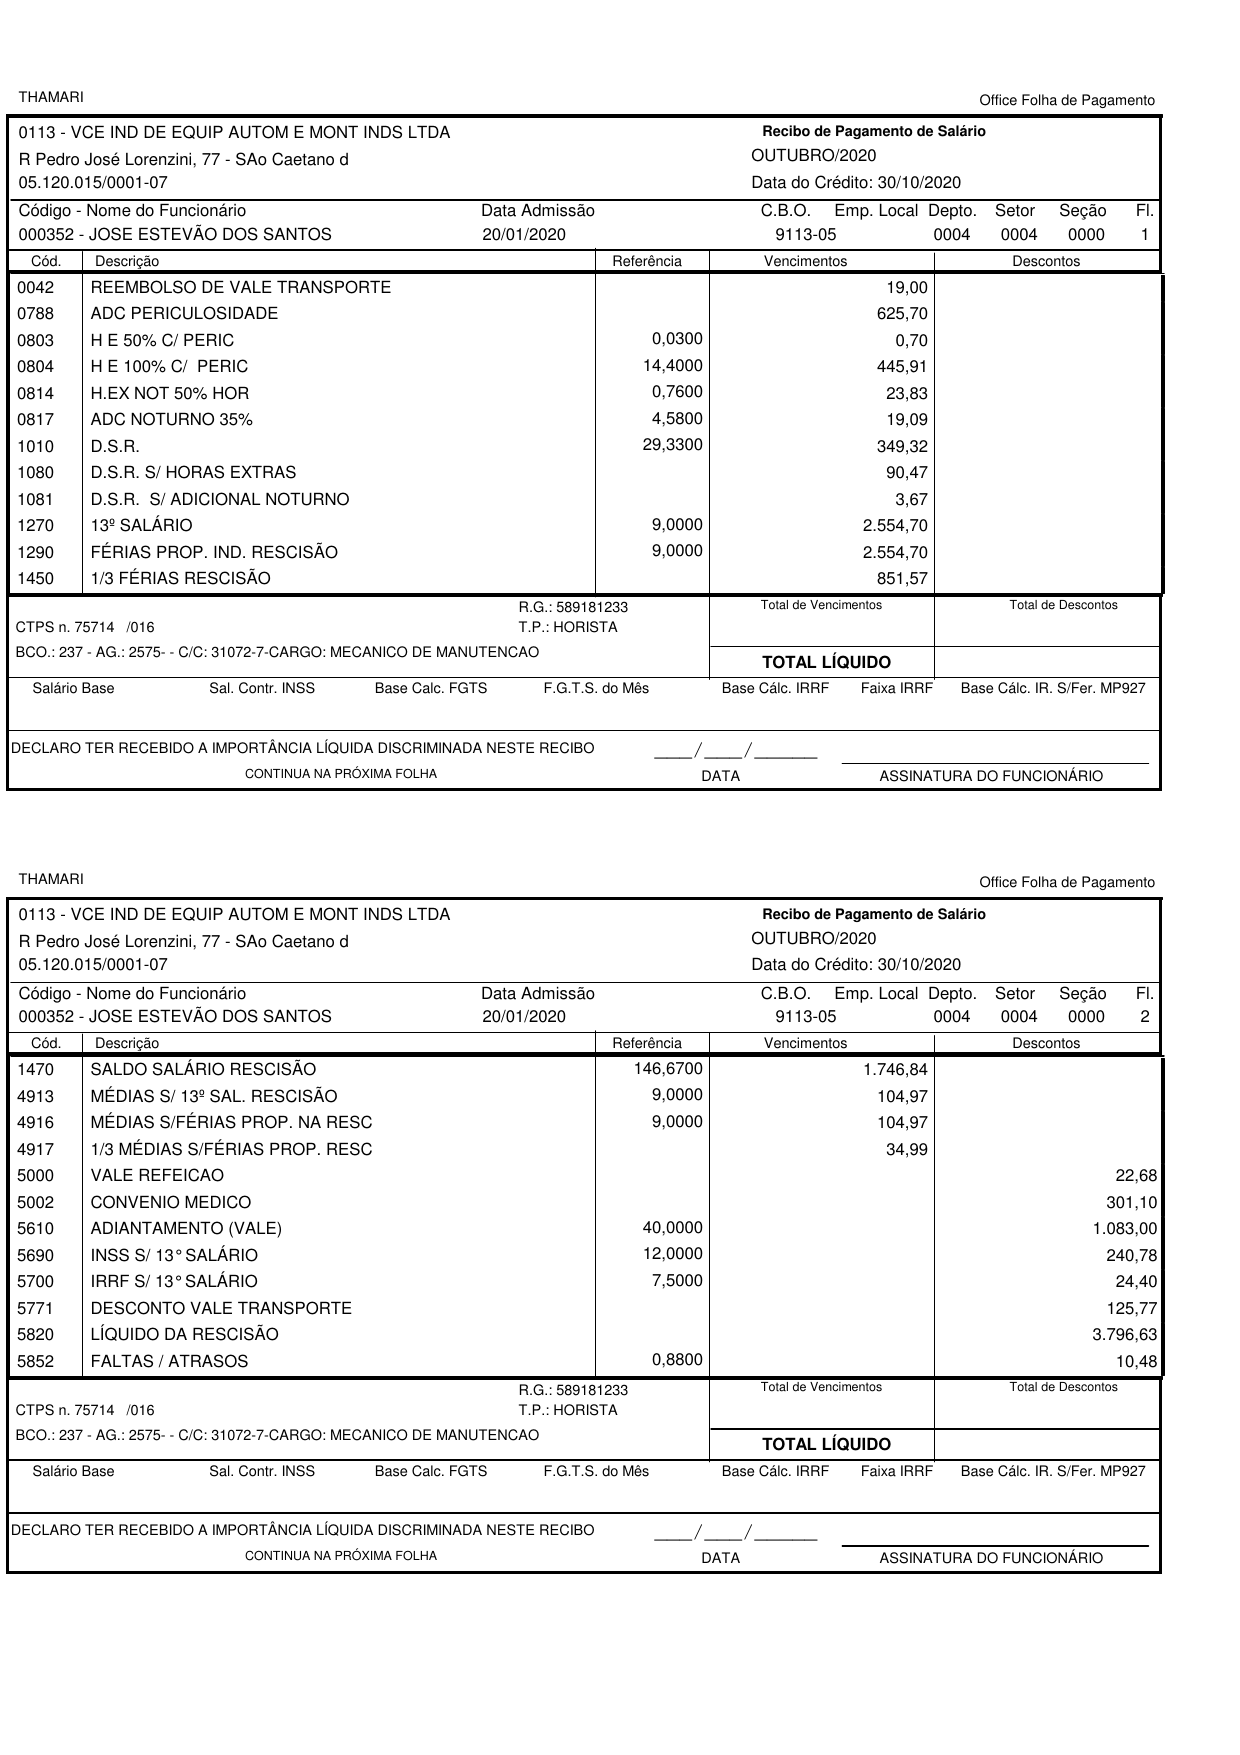 THAMARI Office Folha de Pagamento
0113 - VCE IND DE EQUIP AUTOM E MONT INDS LTDA Recibo de Pagamento de Salário
R Pedro José Lorenzini, 77 - SAo Caetano d OUTUBRO/2020
05.120.015/0001-07 Data do Crédito: 30/10/2020
Código - Nome do Funcionário Data Admissão C.B.O. Emp. Local Depto. Setor Seção Fl.
000352 - JOSE ESTEVÃO DOS SANTOS 20/01/2020 9113-05 0004 0004 0000 1
Cód. Descrição Referência Vencimentos Descontos
0042 REEMBOLSO DE VALE TRANSPORTE 19,00
0788 ADC PERICULOSIDADE 625,70
0803 H E 50% C/ PERIC 0,0300 0,70
0804 H E 100% C/  PERIC 14,4000 445,91
0814 H.EX NOT 50% HOR 0,7600 23,83
0817 ADC NOTURNO 35% 4,5800 19,09
1010 D.S.R. 29,3300 349,32
1080 D.S.R. S/ HORAS EXTRAS 90,47
1081 D.S.R.  S/ ADICIONAL NOTURNO 3,67
1270 13º SALÁRIO 9,0000 2.554,70
1290 FÉRIAS PROP. IND. RESCISÃO 9,0000 2.554,70
1450 1/3 FÉRIAS RESCISÃO 851,57
R.G.: 589181233 Total de Vencimentos Total de Descontos
CTPS n. 75714   /016 T.P.: HORISTA
BCO.: 237 - AG.: 2575- - C/C: 31072-7-CARGO: MECANICO DE MANUTENCAO
TOTAL LÍQUIDO
Salário Base Sal. Contr. INSS Base Calc. FGTS F.G.T.S. do Mês Base Cálc. IRRF Faixa IRRF Base Cálc. IR. S/Fer. MP927
DECLARO TER RECEBIDO A IMPORTÂNCIA LÍQUIDA DISCRIMINADA NESTE RECIBO ____/____/_______
CONTINUA NA PRÓXIMA FOLHA DATA ASSINATURA DO FUNCIONÁRIO
THAMARI Office Folha de Pagamento
0113 - VCE IND DE EQUIP AUTOM E MONT INDS LTDA Recibo de Pagamento de Salário
R Pedro José Lorenzini, 77 - SAo Caetano d OUTUBRO/2020
05.120.015/0001-07 Data do Crédito: 30/10/2020
Código - Nome do Funcionário Data Admissão C.B.O. Emp. Local Depto. Setor Seção Fl.
000352 - JOSE ESTEVÃO DOS SANTOS 20/01/2020 9113-05 0004 0004 0000 2
Cód. Descrição Referência Vencimentos Descontos
1470 SALDO SALÁRIO RESCISÃO 146,6700 1.746,84
4913 MÉDIAS S/ 13º SAL. RESCISÃO 9,0000 104,97
4916 MÉDIAS S/FÉRIAS PROP. NA RESC 9,0000 104,97
4917 1/3 MÉDIAS S/FÉRIAS PROP. RESC 34,99
5000 VALE REFEICAO 22,68
5002 CONVENIO MEDICO 301,10
5610 ADIANTAMENTO (VALE) 40,0000 1.083,00
5690 INSS S/ 13° SALÁRIO 12,0000 240,78
5700 IRRF S/ 13° SALÁRIO 7,5000 24,40
5771 DESCONTO VALE TRANSPORTE 125,77
5820 LÍQUIDO DA RESCISÃO 3.796,63
5852 FALTAS / ATRASOS 0,8800 10,48
R.G.: 589181233 Total de Vencimentos Total de Descontos
CTPS n. 75714   /016 T.P.: HORISTA
BCO.: 237 - AG.: 2575- - C/C: 31072-7-CARGO: MECANICO DE MANUTENCAO
TOTAL LÍQUIDO
Salário Base Sal. Contr. INSS Base Calc. FGTS F.G.T.S. do Mês Base Cálc. IRRF Faixa IRRF Base Cálc. IR. S/Fer. MP927
DECLARO TER RECEBIDO A IMPORTÂNCIA LÍQUIDA DISCRIMINADA NESTE RECIBO ____/____/_______
CONTINUA NA PRÓXIMA FOLHA DATA ASSINATURA DO FUNCIONÁRIO